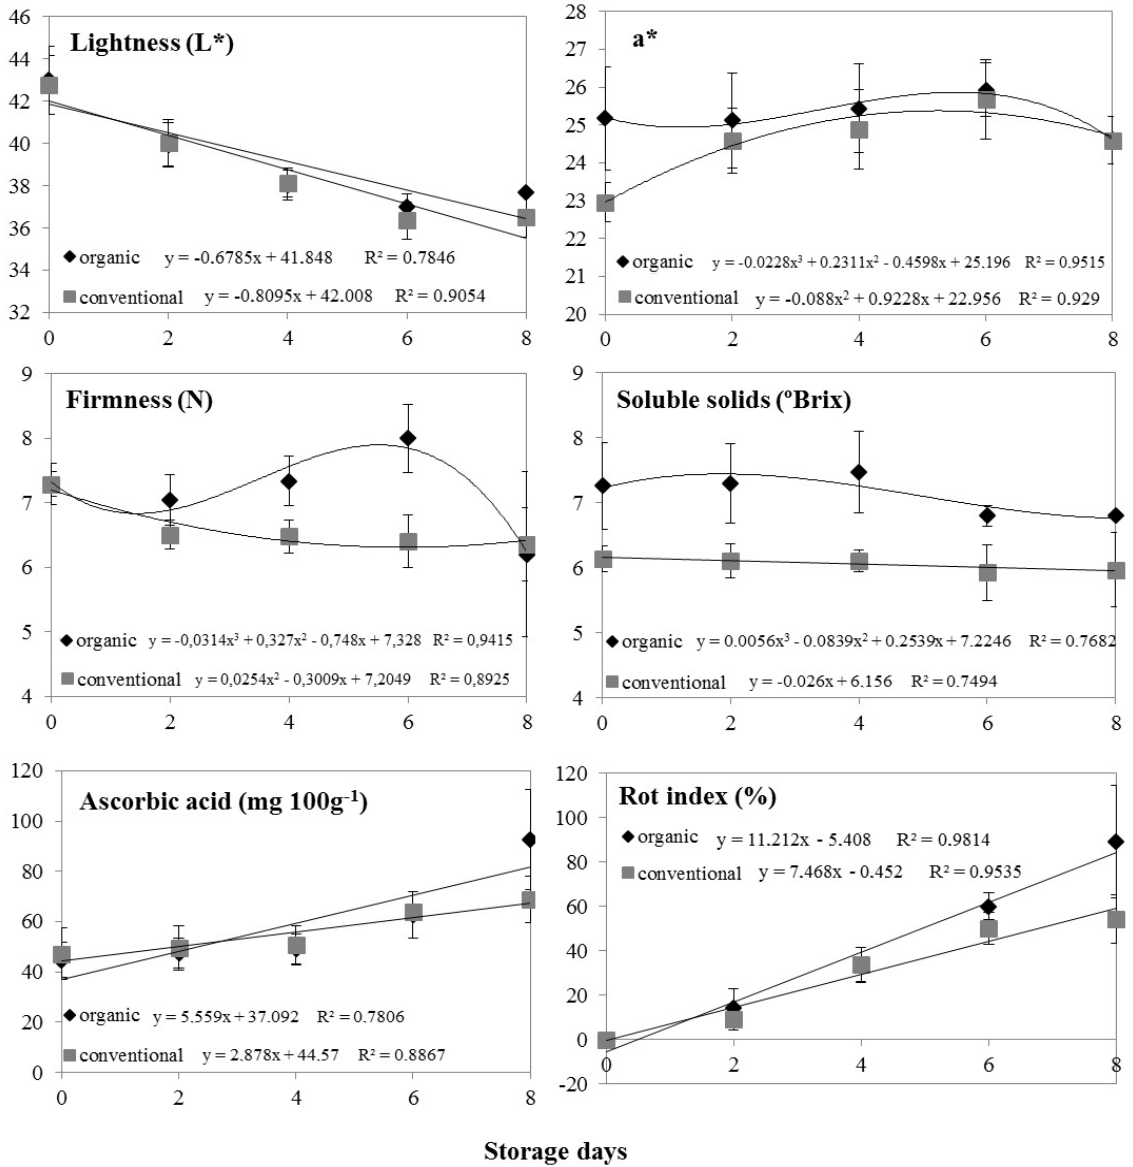 Lightness (L*)
46
44
42
40
38
36
34
32
organic y = -0.6785x + 41.848 R² = 0.7846
conventional y = -0.8095x + 42.008 R² = 0.9054
0 2 4 6 8
a*
28
27
26
25
24
23
22
21
20
organic y = -0.0228x³ + 0.2311x² - 0.4598x + 25.196 R² = 0.9515
conventional y = -0.088x² + 0.9228x + 22.956 R² = 0.929
0 2 4 6 8
Firmness (N)
9
8
7
6
5
4
organic y = -0,0314x³ + 0,327x² - 0,748x + 7,328 R² = 0,9415
conventional y = 0,0254x² - 0,3009x + 7,2049 R² = 0,8925
0 2 4 6 8
Soluble solids (ºBrix)
9
8
7
6
5
4
organic y = 0.0056x³ - 0.0839x² + 0.2539x + 7.2246 R² = 0.7682
conventional y = -0.026x + 6.156 R² = 0.7494
0 2 4 6 8
Ascorbic acid (mg 100g⁻¹)
120
100
80
60
40
20
0
organic y = 5.559x + 37.092 R² = 0.7806
conventional y = 2.878x + 44.57 R² = 0.8867
0 2 4 6 8
Rot index (%)
120
100
80
60
40
20
0
-20
organic y = 11.212x - 5.408 R² = 0.9814
conventional y = 7.468x - 0.452 R² = 0.9535
0 2 4 6 8
Storage days